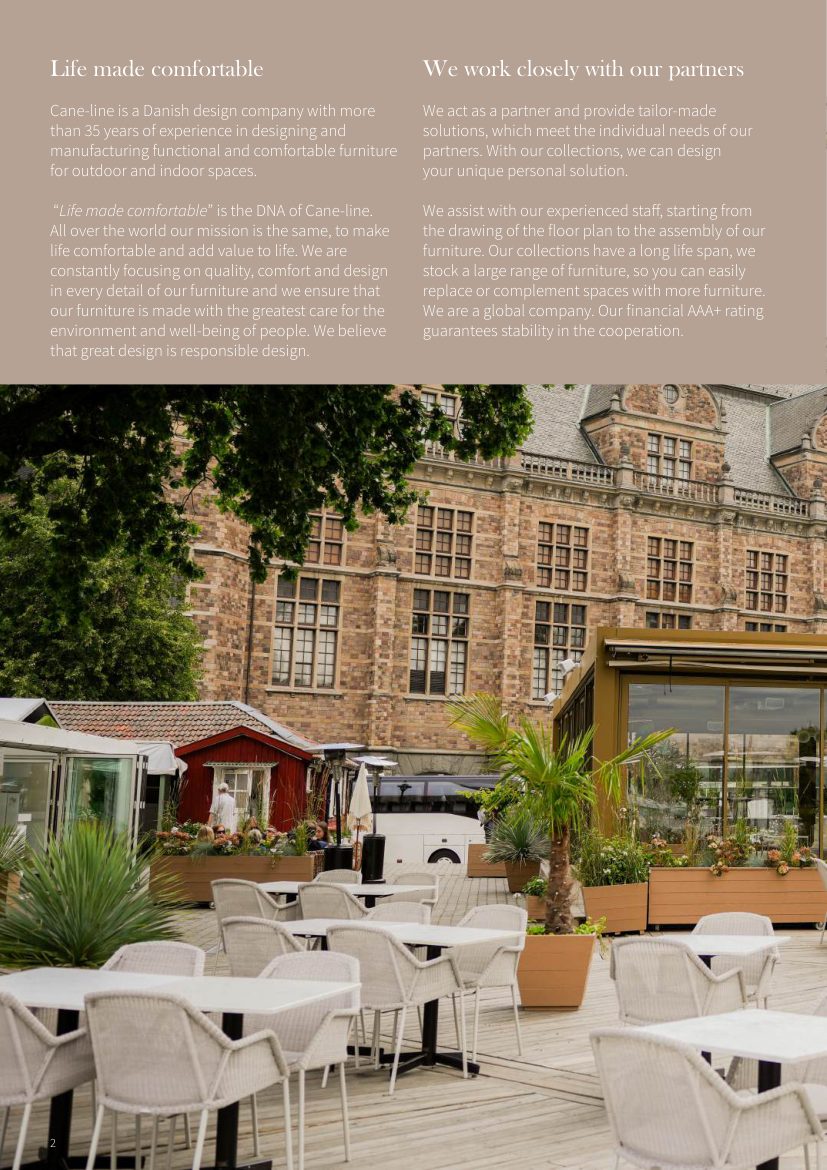 Life made comfortable
Cane-line is a Danish design company with more
than 35 years of experience in designing and
manufacturing functional and comfortable furniture
for outdoor and indoor spaces.
“Life made comfortable” is the DNA of Cane-line.
All over the world our mission is the same, to make
life comfortable and add value to life. We are
constantly focusing on quality, comfort and design
in every detail of our furniture and we ensure that
our furniture is made with the greatest care for the
environment and well-being of people. We believe
that great design is responsible design.
We work closely with our partners
We act as a partner and provide tailor-made
solutions, which meet the individual needs of our
partners. With our collections, we can design
your unique personal solution.
We assist with our experienced staff, starting from
the drawing of the floor plan to the assembly of our
furniture. Our collections have a long life span, we
stock a large range of furniture, so you can easily
replace or complement spaces with more furniture.
We are a global company. Our financial AAA+ rating
guarantees stability in the cooperation.
2